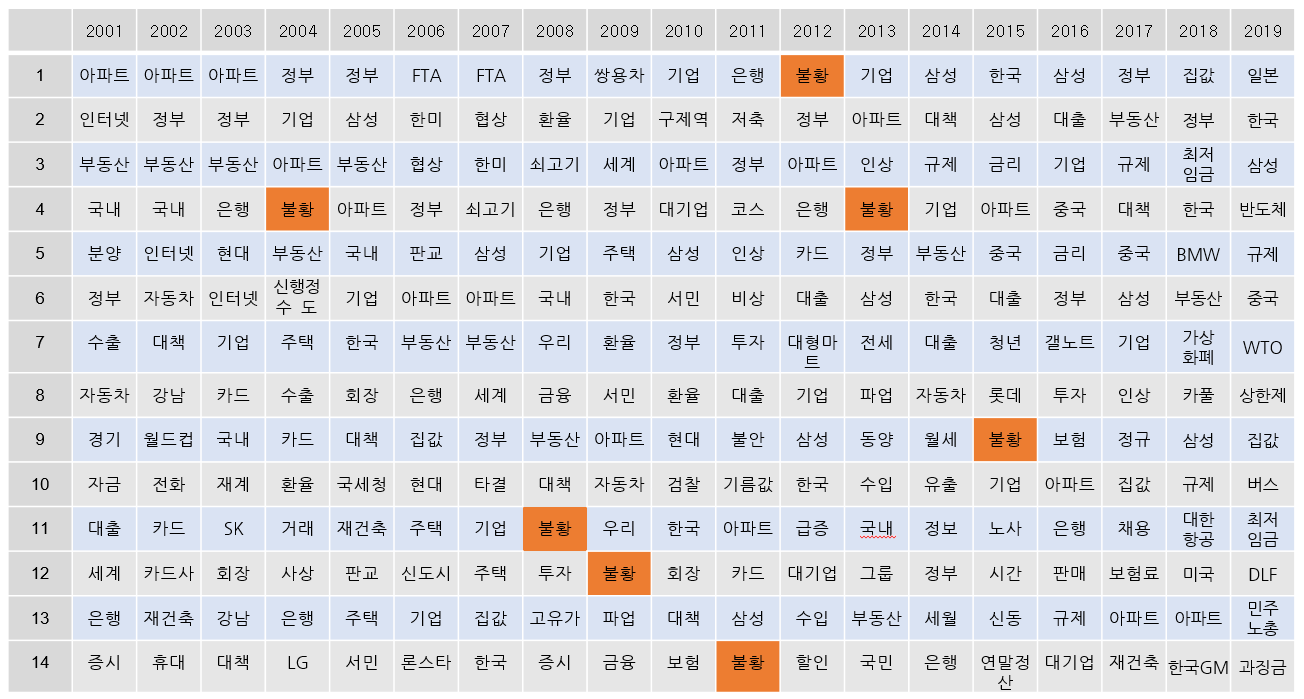 2001 2002 2003 2004 2005 2006 2007 2008 2009 2010 2011 2012 2013 2014 2015 2016 2017 2018 2019
1 아파트 아파트 아파트 정부 정부 FTA FTA 정부 쌍용차 기업 은행 불황 기업 삼성 한국 삼성 정부 집값 일본
2 인터넷 정부 정부 기업 삼성 한미 협상 환율 기업 구제역 저축 정부 아파트 대책 삼성 대출 부동산 정부 한국
3 부동산 부동산 부동산 아파트 부동산 협상 한미 쇠고기 세계 아파트 정부 아파트 인상 규제 금리 기업 규제 최저 임금 삼성
4 국내 국내 은행 불황 아파트 정부 쇠고기 은행 정부 대기업 코스 은행 불황 기업 아파트 중국 대책 한국 반도체
5 분양 인터넷 현대 부동산 국내 판교 삼성 기업 주택 삼성 인상 카드 정부 부동산 중국 금리 중국 BMW 규제
6 정부 자동차 인터넷 신행정수 도 기업 아파트 아파트 국내 한국 서민 비상 대출 삼성 한국 대출 정부 삼성 부동산 중국
7 수출 대책 기업 주택 한국 부동산 부동산 우리 환율 정부 투자 대형마트 전세 대출 청년 갤노트 기업 가상 화폐 WTO
8 자동차 강남 카드 수출 회장 은행 세계 금융 서민 환율 대출 기업 파업 자동차 롯데 투자 인상 카풀 상한제
9 경기 월드컵 국내 카드 대책 집값 정부 부동산 아파트 현대 불안 삼성 동양 월세 불황 보험 정규 삼성 집값
10 자금 전화 재계 환율 국세청 현대 타결 대책 자동차 검찰 기름값 한국 수입 유출 기업 아파트 집값 규제 버스
11 대출 카드 SK 거래 재건축 주택 기업 불황 우리 한국 아파트 급증 국내 정보 노사 은행 채용 대한 항공 최저 임금
12 세계 카드사 회장 사상 판교 신도시 주택 투자 불황 회장 카드 대기업 그룹 정부 시간 판매 보험료 미국 DLF
13 은행 재건축 강남 은행 주택 기업 집값 고유가 파업 대책 삼성 수입 부동산 세월 신동 규제 아파트 아파트 민주 노총
14 증시 휴대 대책 LG 서민 론스타 한국 증시 금융 보험 불황 할인 국민 은행 연말정산 대기업 재건축 한국GM 과징금